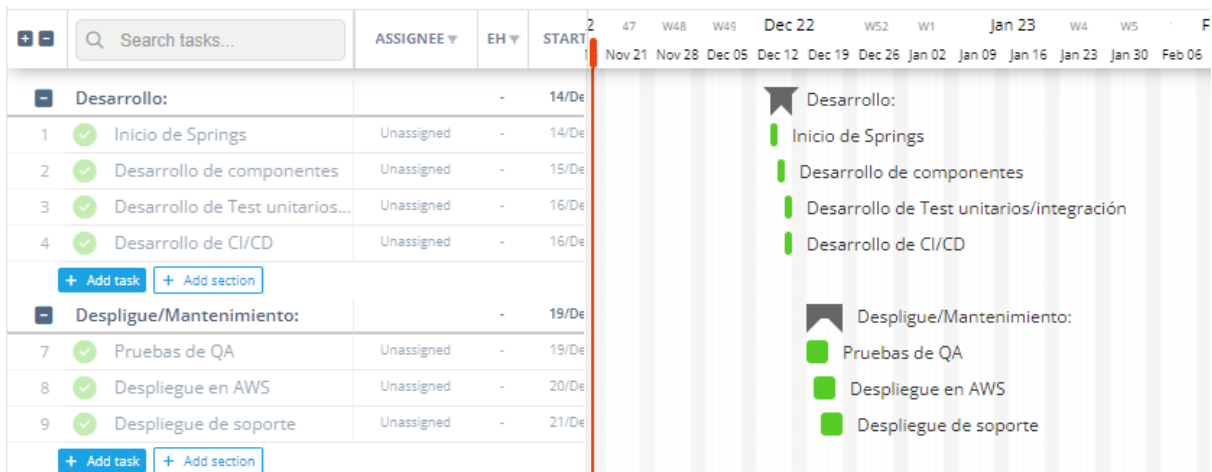 Search tasks...
ASSIGNEE
EH
START
2 47 W48 W49 Dec 22 W52 W1 Jan 23 W4 W5 F
Nov 21 Nov 28 Dec 05 Dec 12 Dec 19 Dec 26 Jan 02 Jan 09 Jan 16 Jan 23 Jan 30 Feb 06
Desarrollo: - 14/De Desarrollo:
1 Inicio de Springs Unassigned - 14/De Inicio de Springs
2 Desarrollo de componentes Unassigned - 15/De Desarrollo de componentes
3 Desarrollo de Test unitarios... Unassigned - 16/De Desarrollo de Test unitarios/integración
4 Desarrollo de CI/CD Unassigned - 16/De Desarrollo de CI/CD
+ Add task + Add section
Despligue/Mantenimiento: - 19/De Despligue/Mantenimiento:
7 Pruebas de QA Unassigned - 19/De Pruebas de QA
8 Despliegue en AWS Unassigned - 20/De Despliegue en AWS
9 Despliegue de soporte Unassigned - 21/De Despliegue de soporte
+ Add task + Add section